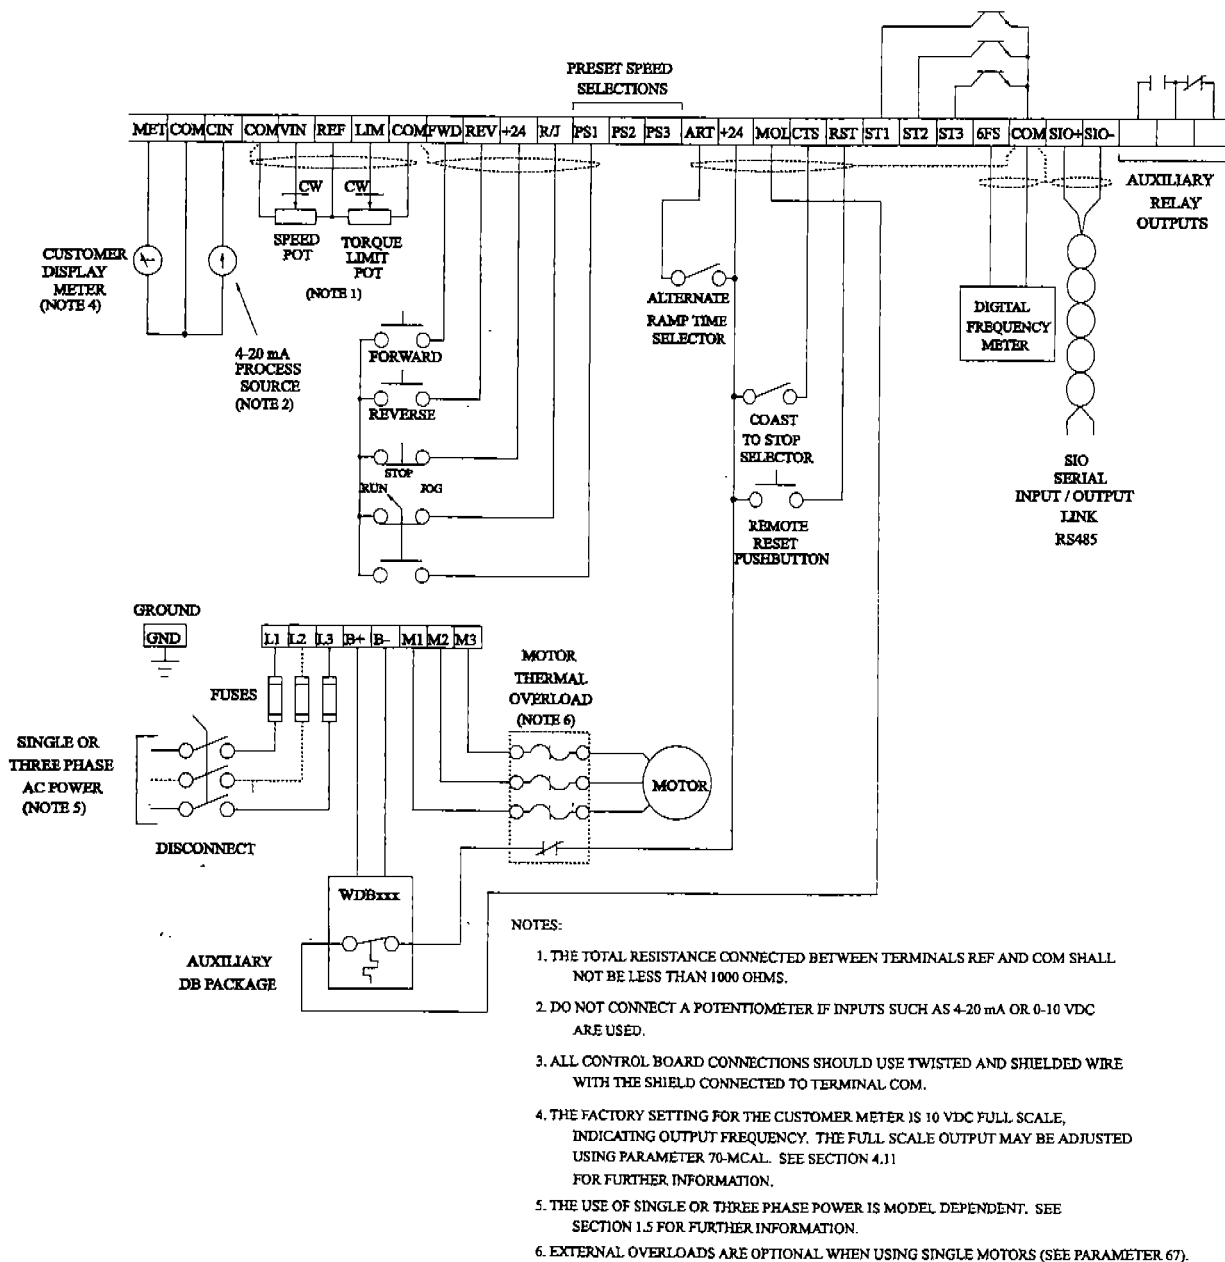 PRESET SPEED
SELECTIONS
MET COM CIN COM VIN REF LIM COM FWD REV +24 R/J PS1 PS2 PS3 ART +24 MOL CTS RST ST1 ST2 ST3 6FS COM SIO+ SIO-
AUXILIARY
RELAY
OUTPUTS
CW
CW
SPEED
POT
TORQUE
LIMIT
POT
(NOTE 1)
CUSTOMER
DISPLAY
METER
(NOTE 4)
4-20 mA
PROCESS
SOURCE
(NOTE 2)
FORWARD
REVERSE
STOP
RUN
JOG
ALTERNATE
RAMP TIME
SELECTOR
COAST
TO STOP
SELECTOR
REMOTE
RESET
PUSHBUTTON
DIGITAL
FREQUENCY
METER
SIO
SERIAL
INPUT / OUTPUT
LINK
RS485
GROUND
GND
L1 L2 L3 B+ B- M1 M2 M3
FUSES
SINGLE OR
THREE PHASE
AC POWER
(NOTE 5)
DISCONNECT
MOTOR
THERMAL
OVERLOAD
(NOTE 6)
MOTOR
WDBxxx
AUXILIARY
DB PACKAGE
NOTES:
1. THE TOTAL RESISTANCE CONNECTED BETWEEN TERMINALS REF AND COM SHALL
NOT BE LESS THAN 1000 OHMS.
2. DO NOT CONNECT A POTENTIOMETER IF INPUTS SUCH AS 4-20 mA OR 0-10 VDC
ARE USED.
3. ALL CONTROL BOARD CONNECTIONS SHOULD USE TWISTED AND SHIELDED WIRE
WITH THE SHIELD CONNECTED TO TERMINAL COM.
4. THE FACTORY SETTING FOR THE CUSTOMER METER IS 10 VDC FULL SCALE,
INDICATING OUTPUT FREQUENCY. THE FULL SCALE OUTPUT MAY BE ADJUSTED
USING PARAMETER 70-MCAL. SEE SECTION 4.11
FOR FURTHER INFORMATION.
5. THE USE OF SINGLE OR THREE PHASE POWER IS MODEL DEPENDENT. SEE
SECTION 1.5 FOR FURTHER INFORMATION.
6. EXTERNAL OVERLOADS ARE OPTIONAL WHEN USING SINGLE MOTORS (SEE PARAMETER 67).